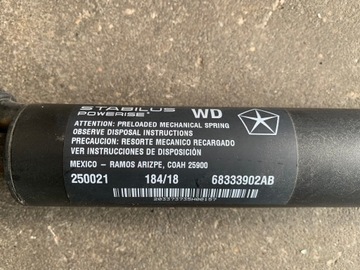 STABILUS
POWERISE
WD
ATTENTION: PRELOADED MECHANICAL SPRING
OBSERVE DISPOSAL INSTRUCTIONS
PRECAUCION: RESORTE MECANICO RECARGADO
VER INSTRUCCIONES DE DISPOSICIÓN
MEXICO - RAMOS ARIZPE, COAH 25900
250021 184/18 68333902AB